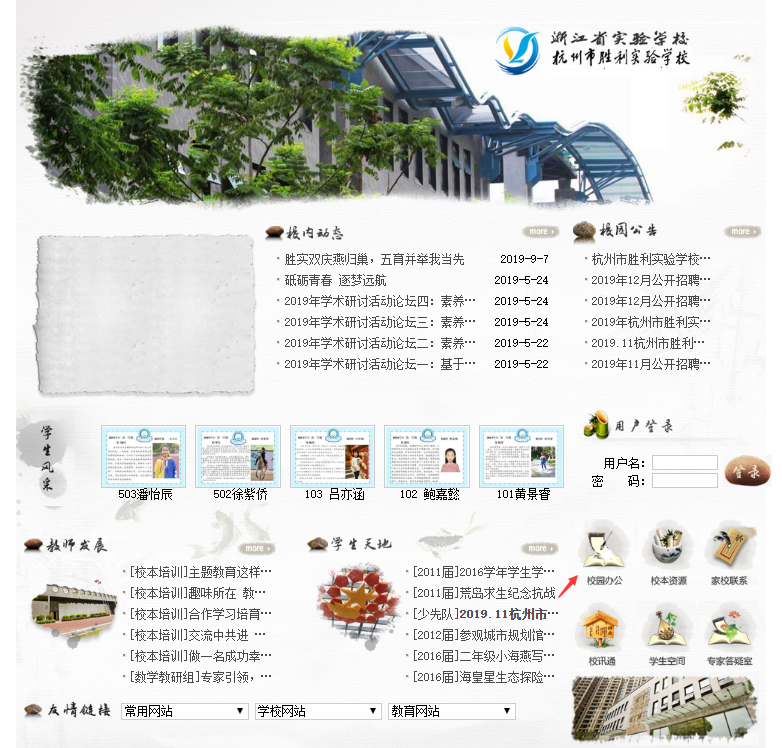 浙江省实验学校
杭州市胜利实验学校
校内动态
more
胜实双庆燕归巢，五育并举我当先 2019-9-7
砥砺青春 逐梦远航 2019-5-24
2019年学术研讨活动论坛四：素养… 2019-5-24
2019年学术研讨活动论坛三：素养… 2019-5-24
2019年学术研讨活动论坛二：素养… 2019-5-22
2019年学术研讨活动论坛一：基于… 2019-5-22
校园公告
more
杭州市胜利实验学校…
2019年12月公开招聘…
2019年12月公开招聘…
2019年杭州市胜利实…
2019.11杭州市胜利…
2019年11月公开招聘…
学生风采
503潘怡辰
502徐紫侨
103 吕亦涵
102 鲍嘉懿
101黄景睿
用户登录
用户名：
密 码：
登录
教师发展
more
[校本培训]主题教育这样…
[校本培训]趣味所在 教…
[校本培训]合作学习培育…
[校本培训]交流中共进 …
[校本培训]做一名成功幸…
[数学教研组]专家引领，…
学生天地
more
[2011届]2016学年学生学…
[2011届]荒岛求生纪念抗战
[少先队]2019.11杭州市…
[2012届]参观城市规划馆…
[2016届]二年级小海燕写…
[2016届]海皇星生态探险…
校园办公
校本资源
家校联系
校讯通
学生空间
专家答疑室
友情链接
常用网站
学校网站
教育网站